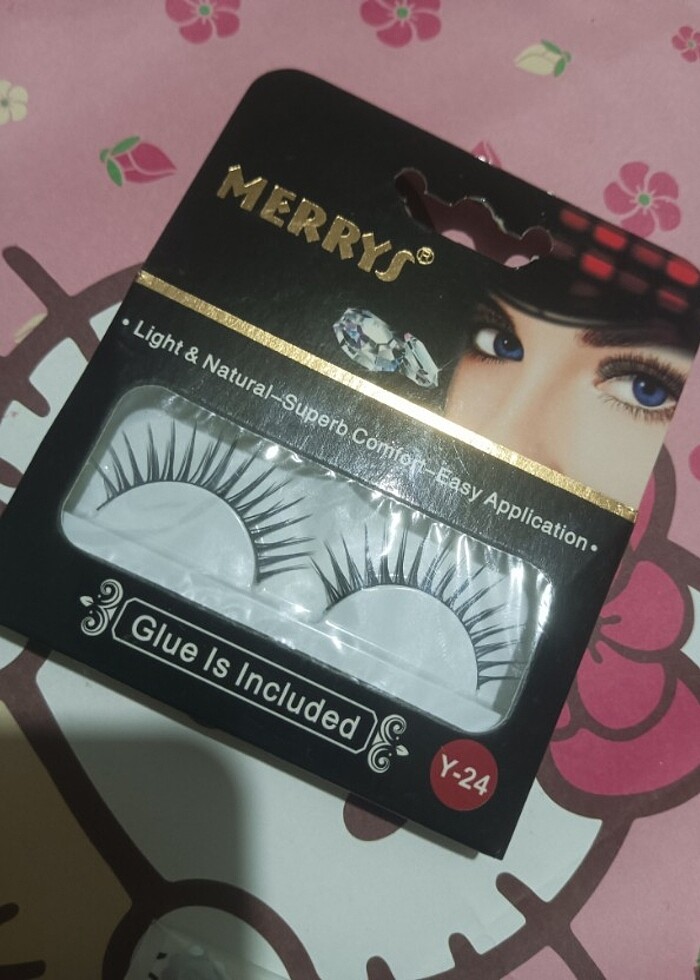 MERRYS®
• Light & Natural–Superb Comfort–Easy Application •
Glue Is Included
Y-24